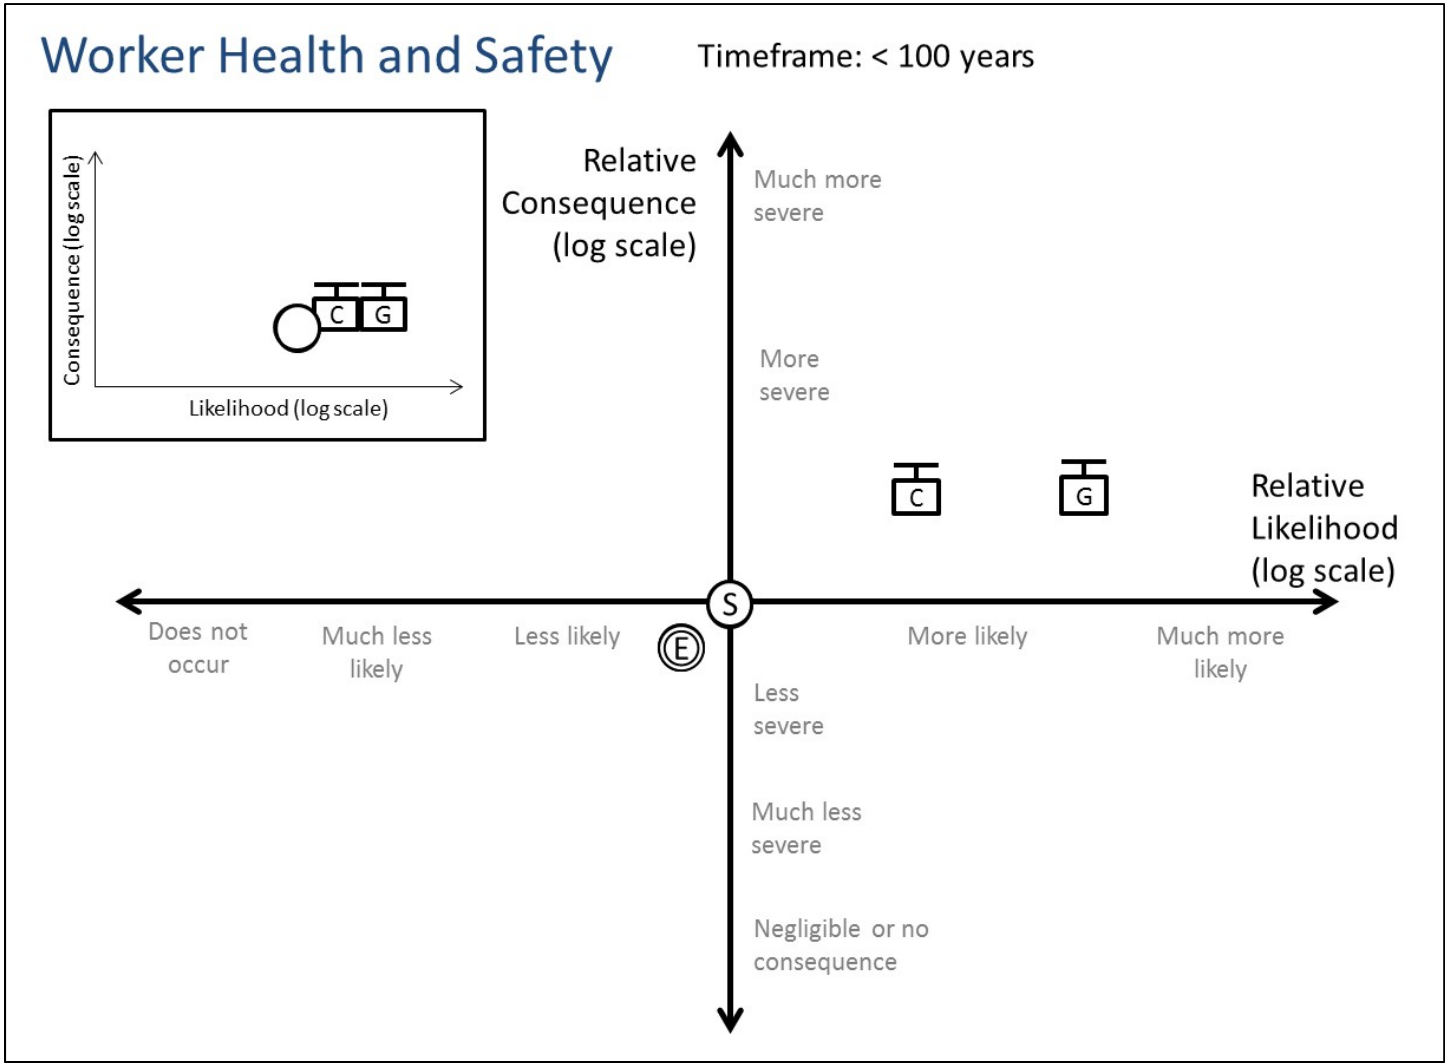 Worker Health and Safety
Timeframe: < 100 years
Consequence (log scale)
C
G
Likelihood (log scale)
Relative
Consequence
(log scale)
Much more
severe
More
severe
C
G
Relative
Likelihood
(log scale)
S
E
Does not
occur
Much less
likely
Less likely
More likely
Much more
likely
Less
severe
Much less
severe
Negligible or no
consequence